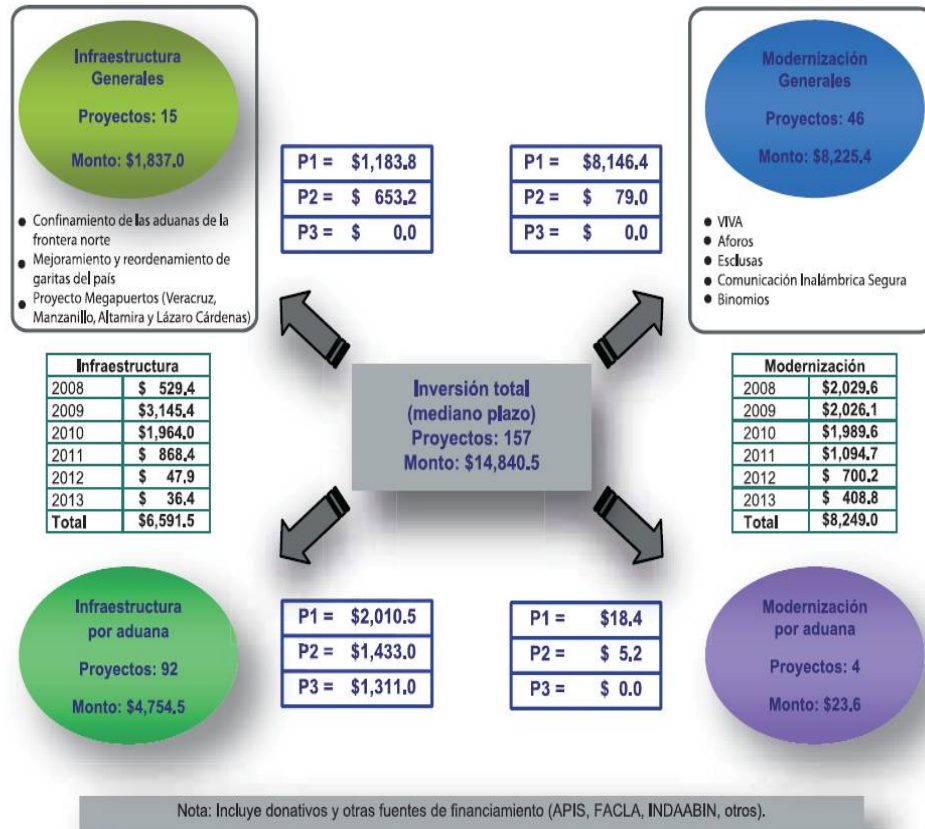 Infraestructura
Generales
Proyectos: 15
Monto: $1,837.0
• Confinamiento de las aduanas de la
frontera norte
• Mejoramiento y reordenamiento de
garitas del país
• Proyecto Megapuertos (Veracruz,
Manzanillo, Altamira y Lázaro Cárdenas)
P1 = $1,183.8
P2 = $ 653.2
P3 = $ 0.0
P1 = $8,146.4
P2 = $ 79.0
P3 = $ 0.0
Modernización
Generales
Proyectos: 46
Monto: $8,225.4
• VIVA
• Aforos
• Esclusas
• Comunicación Inalámbrica Segura
• Binomios
Infraestructura
2008 $ 529.4
2009 $3,145.4
2010 $1,964.0
2011 $ 868.4
2012 $ 47.9
2013 $ 36.4
Total $6,591.5
Inversión total
(mediano plazo)
Proyectos: 157
Monto: $14,840.5
Modernización
2008 $2,029.6
2009 $2,026.1
2010 $1,989.6
2011 $1,094.7
2012 $ 700.2
2013 $ 408.8
Total $8,249.0
Infraestructura
por aduana
Proyectos: 92
Monto: $4,754.5
P1 = $2,010.5
P2 = $1,433.0
P3 = $1,311.0
P1 = $18.4
P2 = $ 5.2
P3 = $ 0.0
Modernización
por aduana
Proyectos: 4
Monto: $23.6
Nota: Incluye donativos y otras fuentes de financiamiento (APIS, FACLA, INDAABIN, otros).